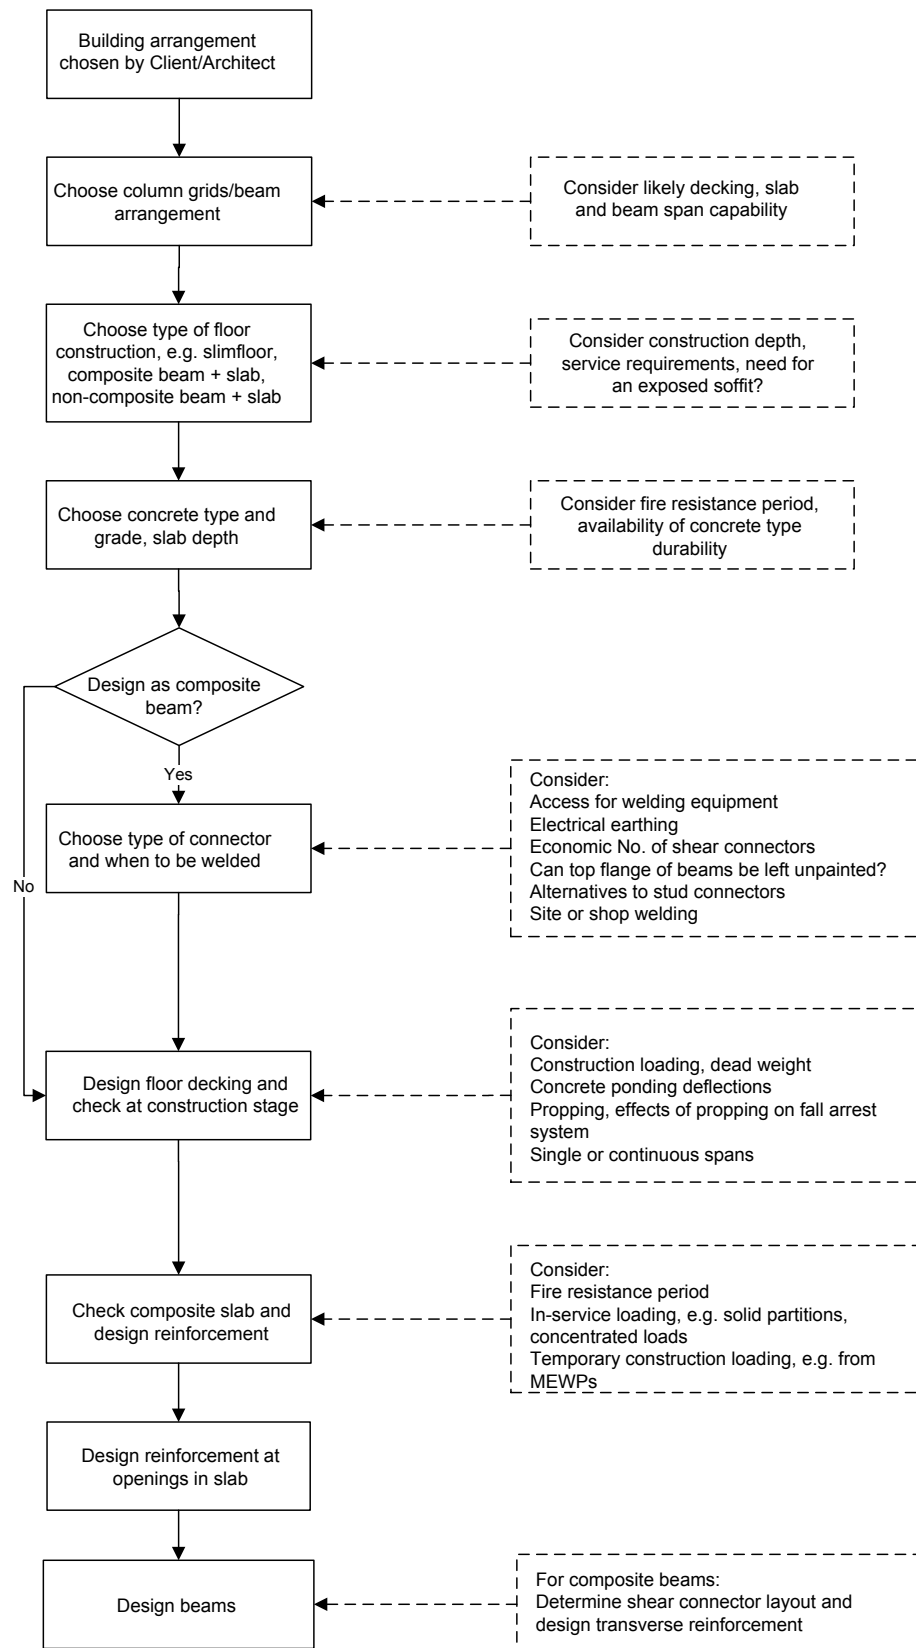 Building arrangement
chosen by Client/Architect
Choose column grids/beam
arrangement
Consider likely decking, slab
and beam span capability
Choose type of floor
construction, e.g. slimfloor,
composite beam + slab,
non-composite beam + slab
Consider construction depth,
service requirements, need for
an exposed soffit?
Choose concrete type and
grade, slab depth
Consider fire resistance period,
availability of concrete type
durability
Design as composite
beam?
Yes
No
Choose type of connector
and when to be welded
Consider:
Access for welding equipment
Electrical earthing
Economic No. of shear connectors
Can top flange of beams be left unpainted?
Alternatives to stud connectors
Site or shop welding
Design floor decking and
check at construction stage
Consider:
Construction loading, dead weight
Concrete ponding deflections
Propping, effects of propping on fall arrest
system
Single or continuous spans
Check composite slab and
design reinforcement
Consider:
Fire resistance period
In-service loading, e.g. solid partitions,
concentrated loads
Temporary construction loading, e.g. from
MEWPs
Design reinforcement at
openings in slab
Design beams
For composite beams:
Determine shear connector layout and
design transverse reinforcement